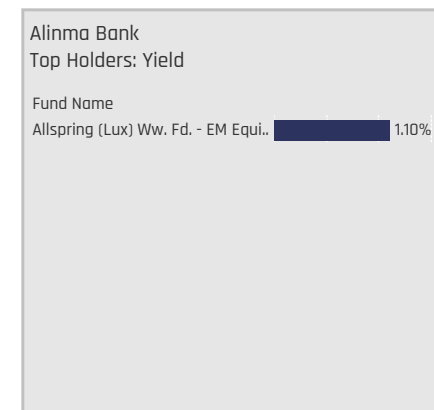 Alinma Bank
Top Holders: Yield
Fund Name
Allspring (Lux) Ww. Fd. - EM Equi.. 1.10%